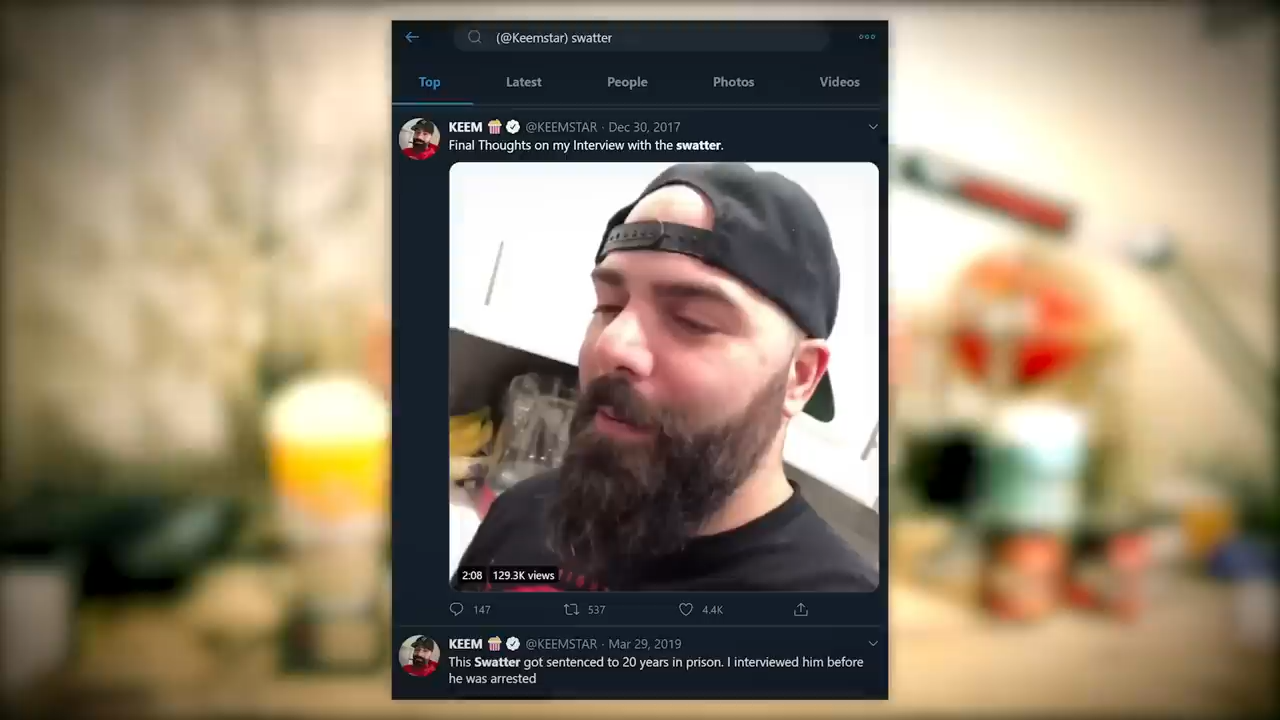 (@Keemstar) swatter
Top Latest People Photos Videos
KEEM @KEEMSTAR · Dec 30, 2017
Final Thoughts on my Interview with the swatter.
2:08 129.3K views
147 537 4.4K
KEEM @KEEMSTAR · Mar 29, 2019
This Swatter got sentenced to 20 years in prison. I interviewed him before
he was arrested